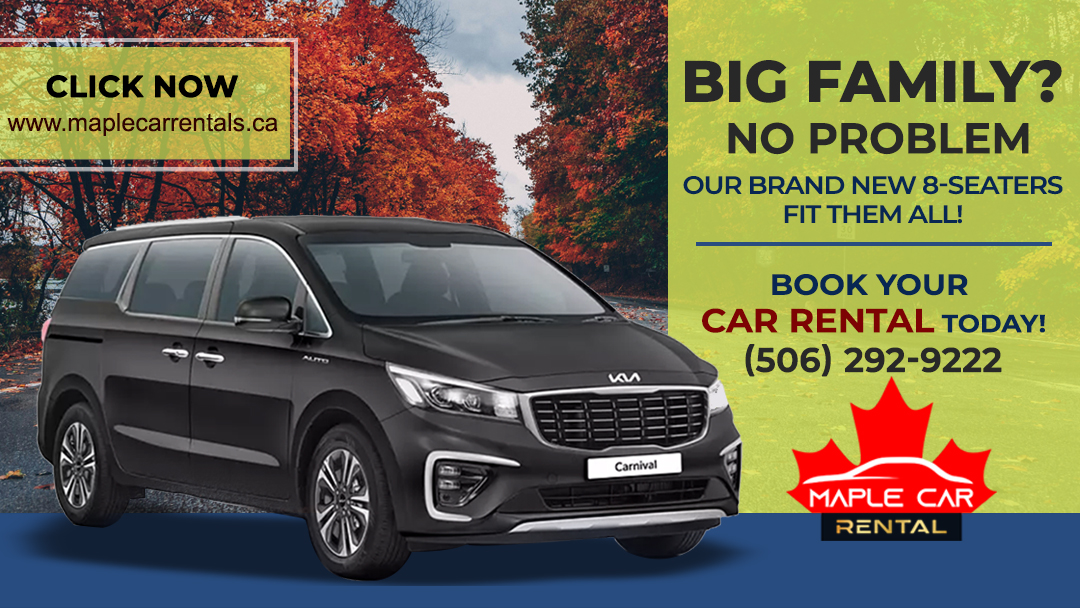 CLICK NOW
www.maplecarrentals.ca
BIG FAMILY?
NO PROBLEM
OUR BRAND NEW 8-SEATERS
FIT THEM ALL!
BOOK YOUR
CAR RENTAL TODAY!
(506) 292-9222
AUTO
KIA
Carnival
MAPLE CAR
RENTAL